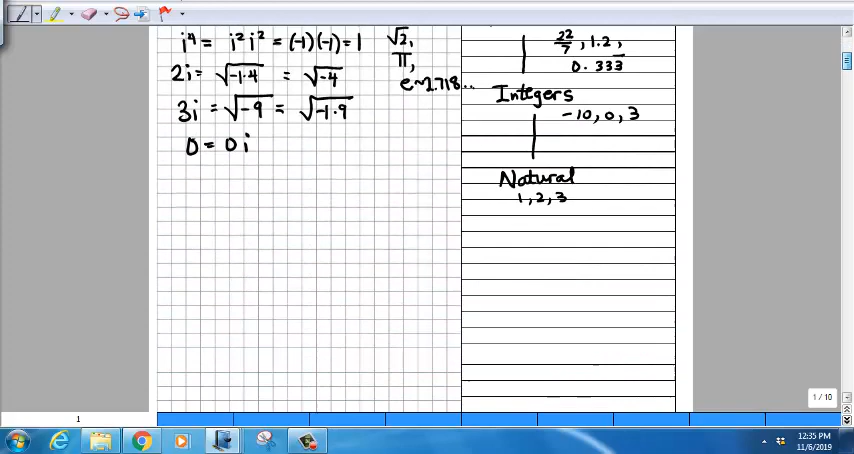 i⁴ = i² i² = (-1)(-1) = 1
2i = √-1·4 = √-4
3i = √-9 = √-1·9
0 = 0i
√2,
π,
e~2.718...
22/7, 1.2,
0.333̅
Integers
-10, 0, 3
Natural
1, 2, 3
1 / 10
1
12:35 PM
11/6/2019